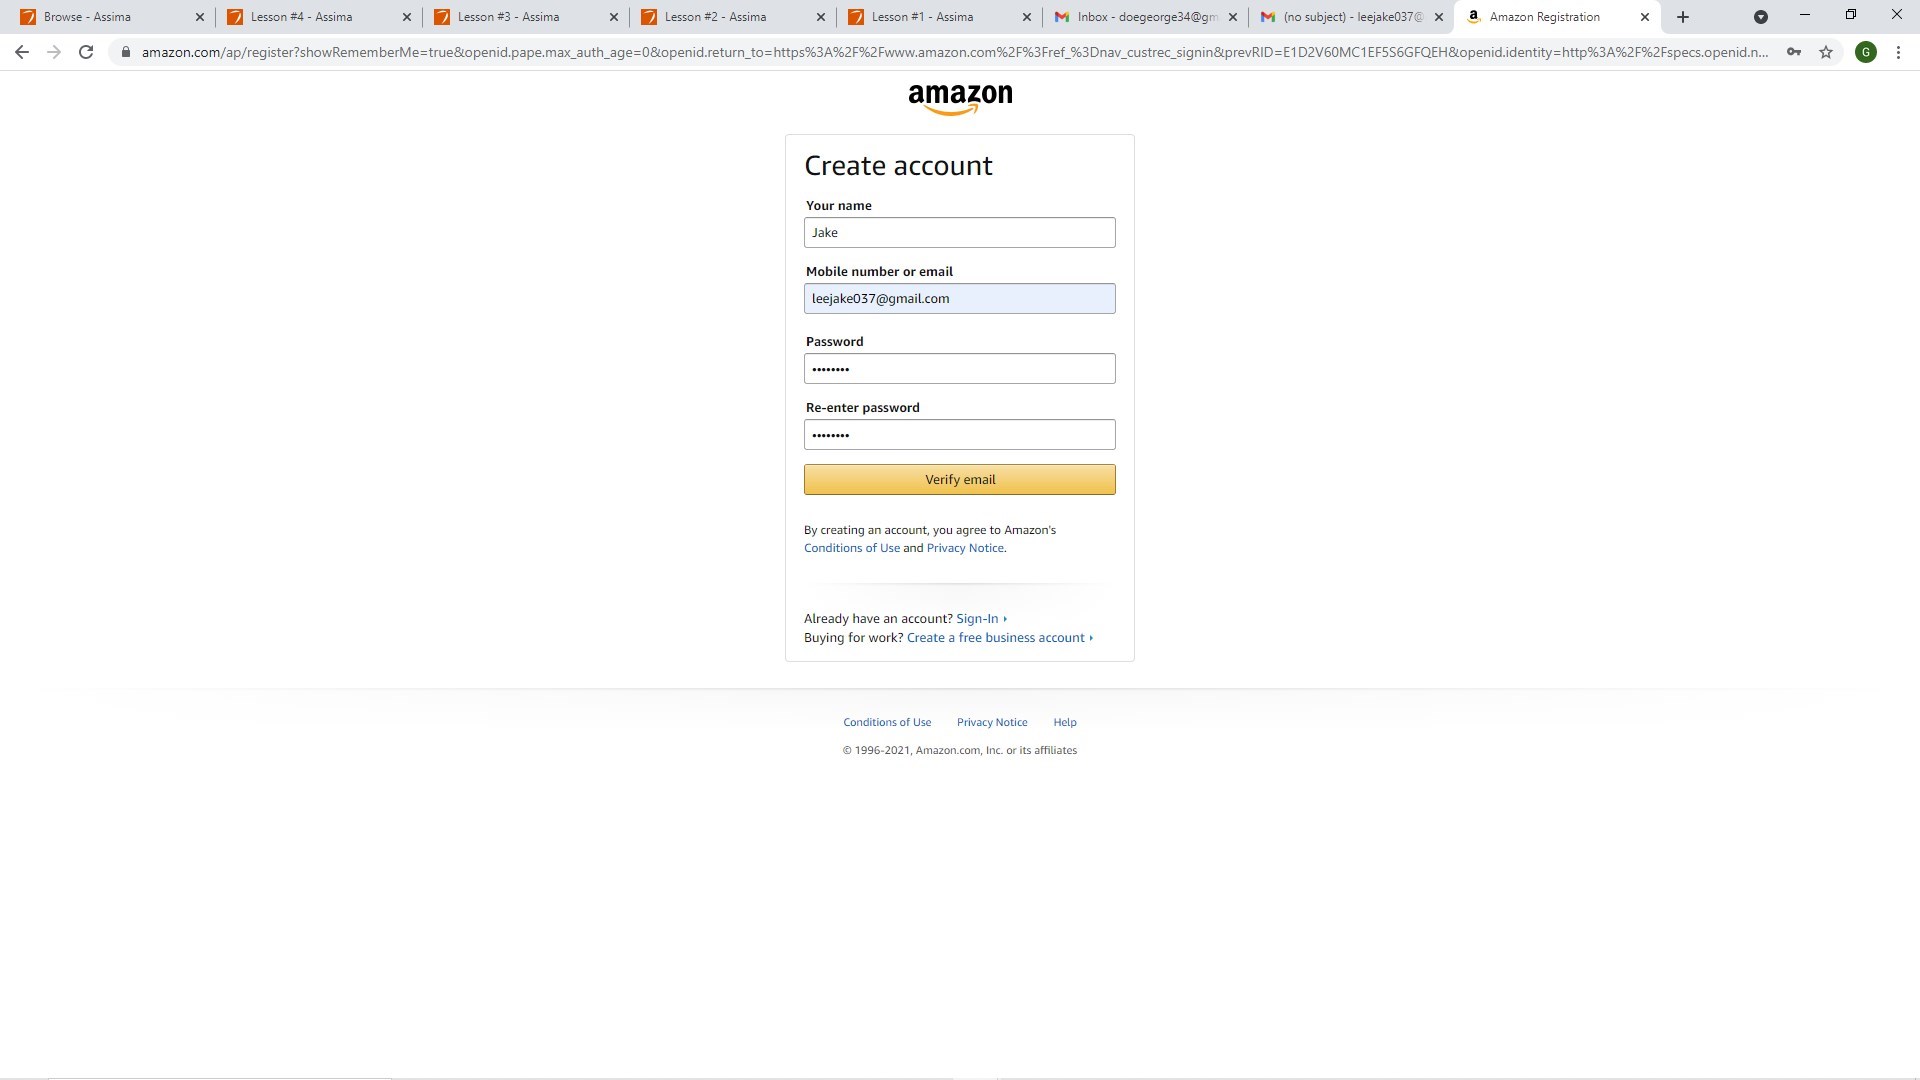 Browse - Assima
Lesson #4 - Assima
Lesson #3 - Assima
Lesson #2 - Assima
Lesson #1 - Assima
Inbox - doegeorge34@gm
(no subject) - leejake037@
Amazon Registration
amazon.com/ap/register?showRememberMe=true&openid.pape.max_auth_age=0&openid.return_to=https%3A%2F%2Fwww.amazon.com%2F%3Fref_%3Dnav_custrec_signin&prevRID=E1D2V60MC1EF5S6GFQEH&openid.identity=http%3A%2F%2Fspecs.openid.n...
G
amazon
Create account
Your name
Jake
Mobile number or email
leejake037@gmail.com
Password
••••••••
Re-enter password
••••••••
Verify email
By creating an account, you agree to Amazon's
Conditions of Use and Privacy Notice.
Already have an account? Sign-In
Buying for work? Create a free business account
Conditions of Use Privacy Notice Help
© 1996-2021, Amazon.com, Inc. or its affiliates